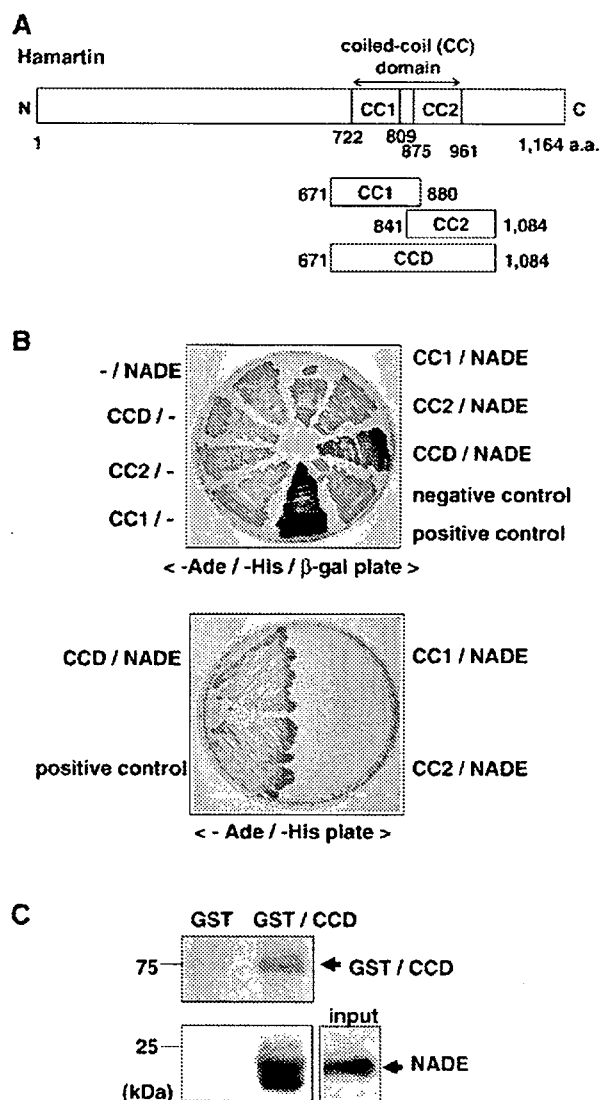 A
Hamartin
coiled-coil (CC)
domain
N
CC1
CC2
C
1
722
809
875
961
1,164 a.a.
671
CC1
880
841
CC2
1,084
671
CCD
1,084
B
- / NADE
CCD / -
CC2 / -
CC1 / -
CC1 / NADE
CC2 / NADE
CCD / NADE
negative control
positive control
< -Ade / -His / β-gal plate >
CCD / NADE
positive control
CC1 / NADE
CC2 / NADE
< - Ade / -His plate >
C
GST GST / CCD
75
GST / CCD
input
25
NADE
(kDa)